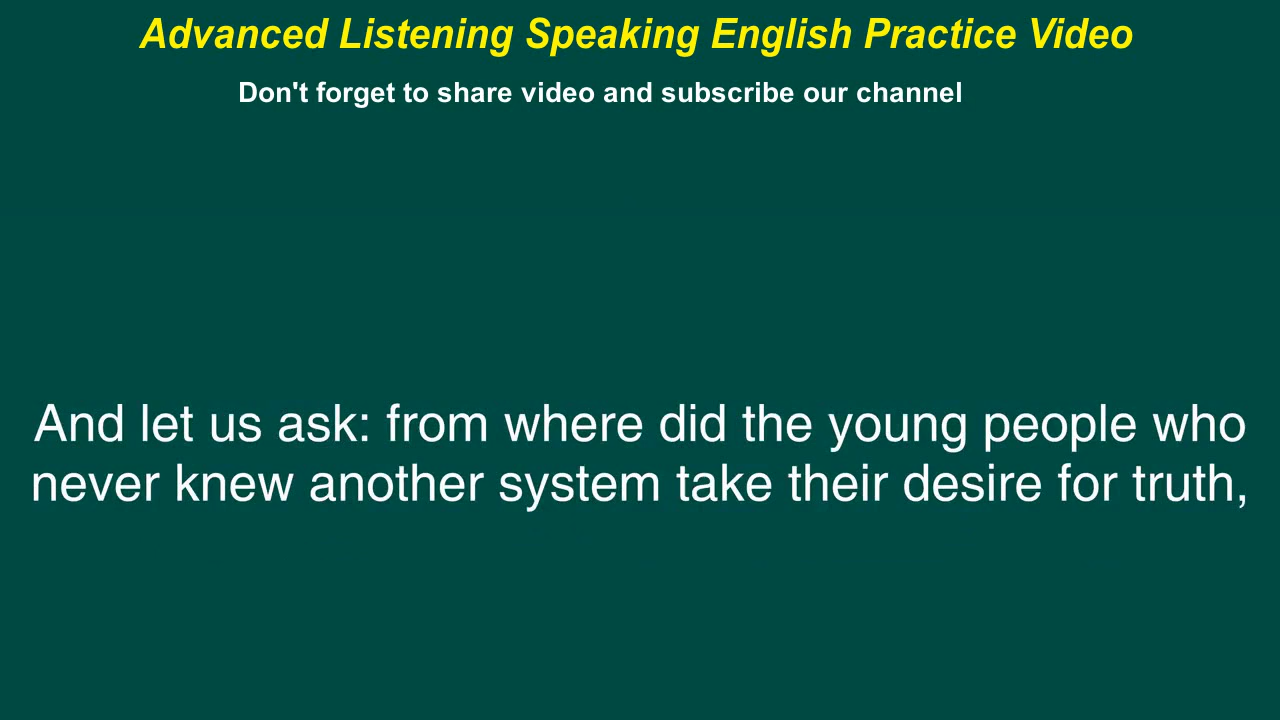 Advanced Listening Speaking English Practice Video
Don't forget to share video and subscribe our channel
And let us ask: from where did the young people who
never knew another system take their desire for truth,